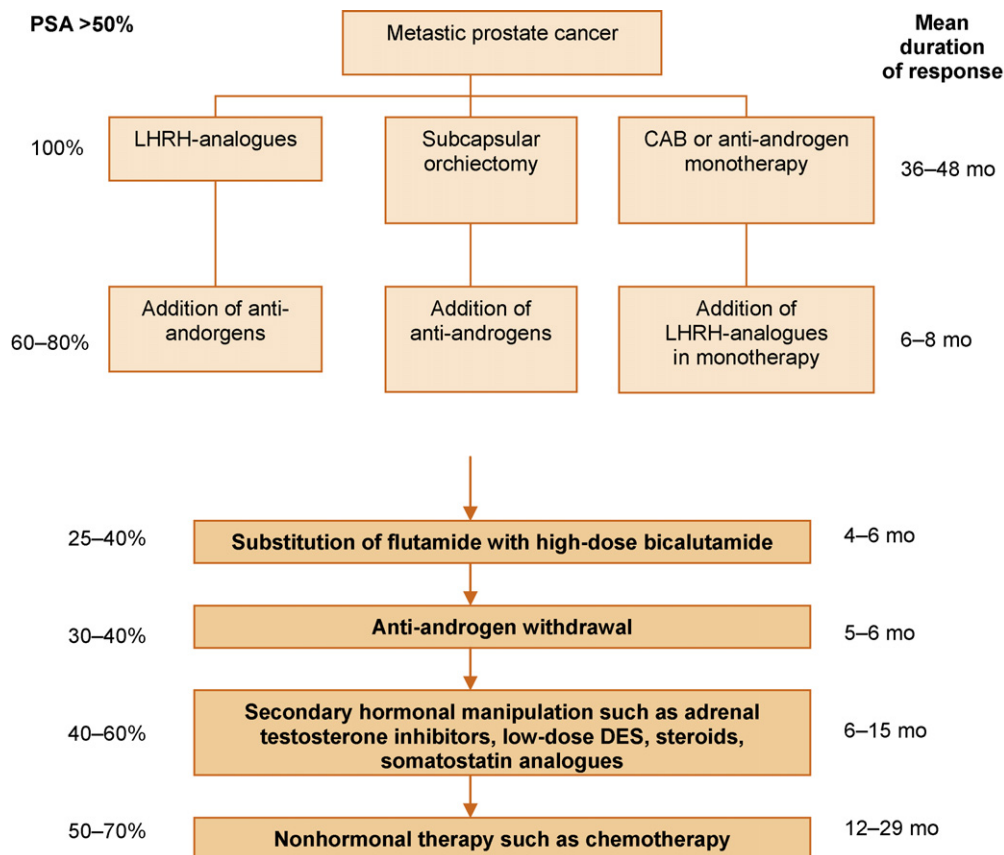 PSA >50%
Metastic prostate cancer
Mean
duration
of response
100%
LHRH-analogues
Subcapsular
orchiectomy
CAB or anti-androgen
monotherapy
36–48 mo
60–80%
Addition of anti-
andorgens
Addition of
anti-androgens
Addition of
LHRH-analogues
in monotherapy
6–8 mo
25–40%
Substitution of flutamide with high-dose bicalutamide
4–6 mo
30–40%
Anti-androgen withdrawal
5–6 mo
40–60%
Secondary hormonal manipulation such as adrenal
testosterone inhibitors, low-dose DES, steroids,
somatostatin analogues
6–15 mo
50–70%
Nonhormonal therapy such as chemotherapy
12–29 mo